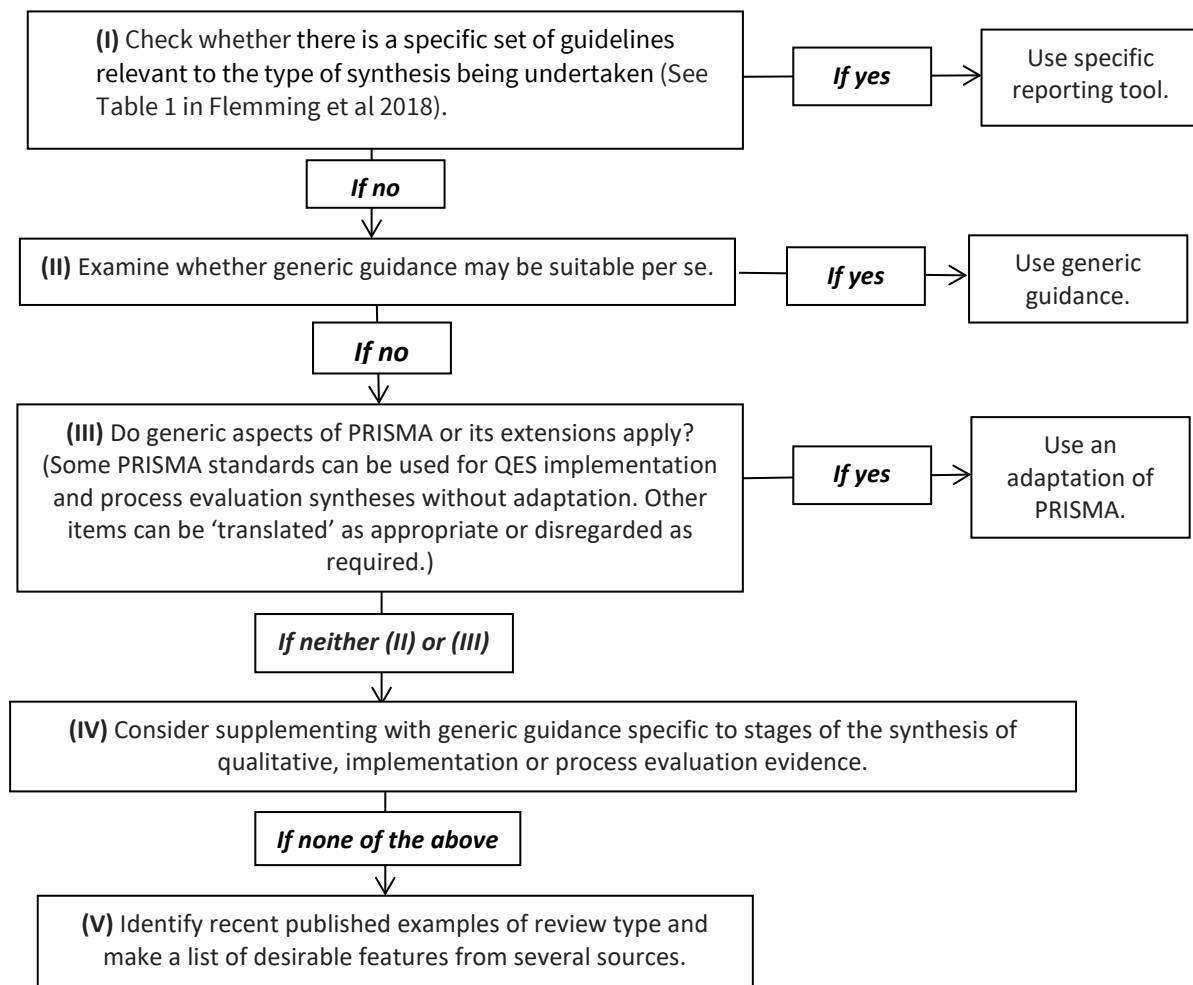 (I) Check whether there is a specific set of guidelines
relevant to the type of synthesis being undertaken (See
Table 1 in Flemming et al 2018).
If yes
Use specific
reporting tool.
If no
(II) Examine whether generic guidance may be suitable per se.
If yes
Use generic
guidance.
If no
(III) Do generic aspects of PRISMA or its extensions apply?
(Some PRISMA standards can be used for QES implementation
and process evaluation syntheses without adaptation. Other
items can be ‘translated’ as appropriate or disregarded as
required.)
If yes
Use an
adaptation of
PRISMA.
If neither (II) or (III)
(IV) Consider supplementing with generic guidance specific to stages of the synthesis of
qualitative, implementation or process evaluation evidence.
If none of the above
(V) Identify recent published examples of review type and
make a list of desirable features from several sources.